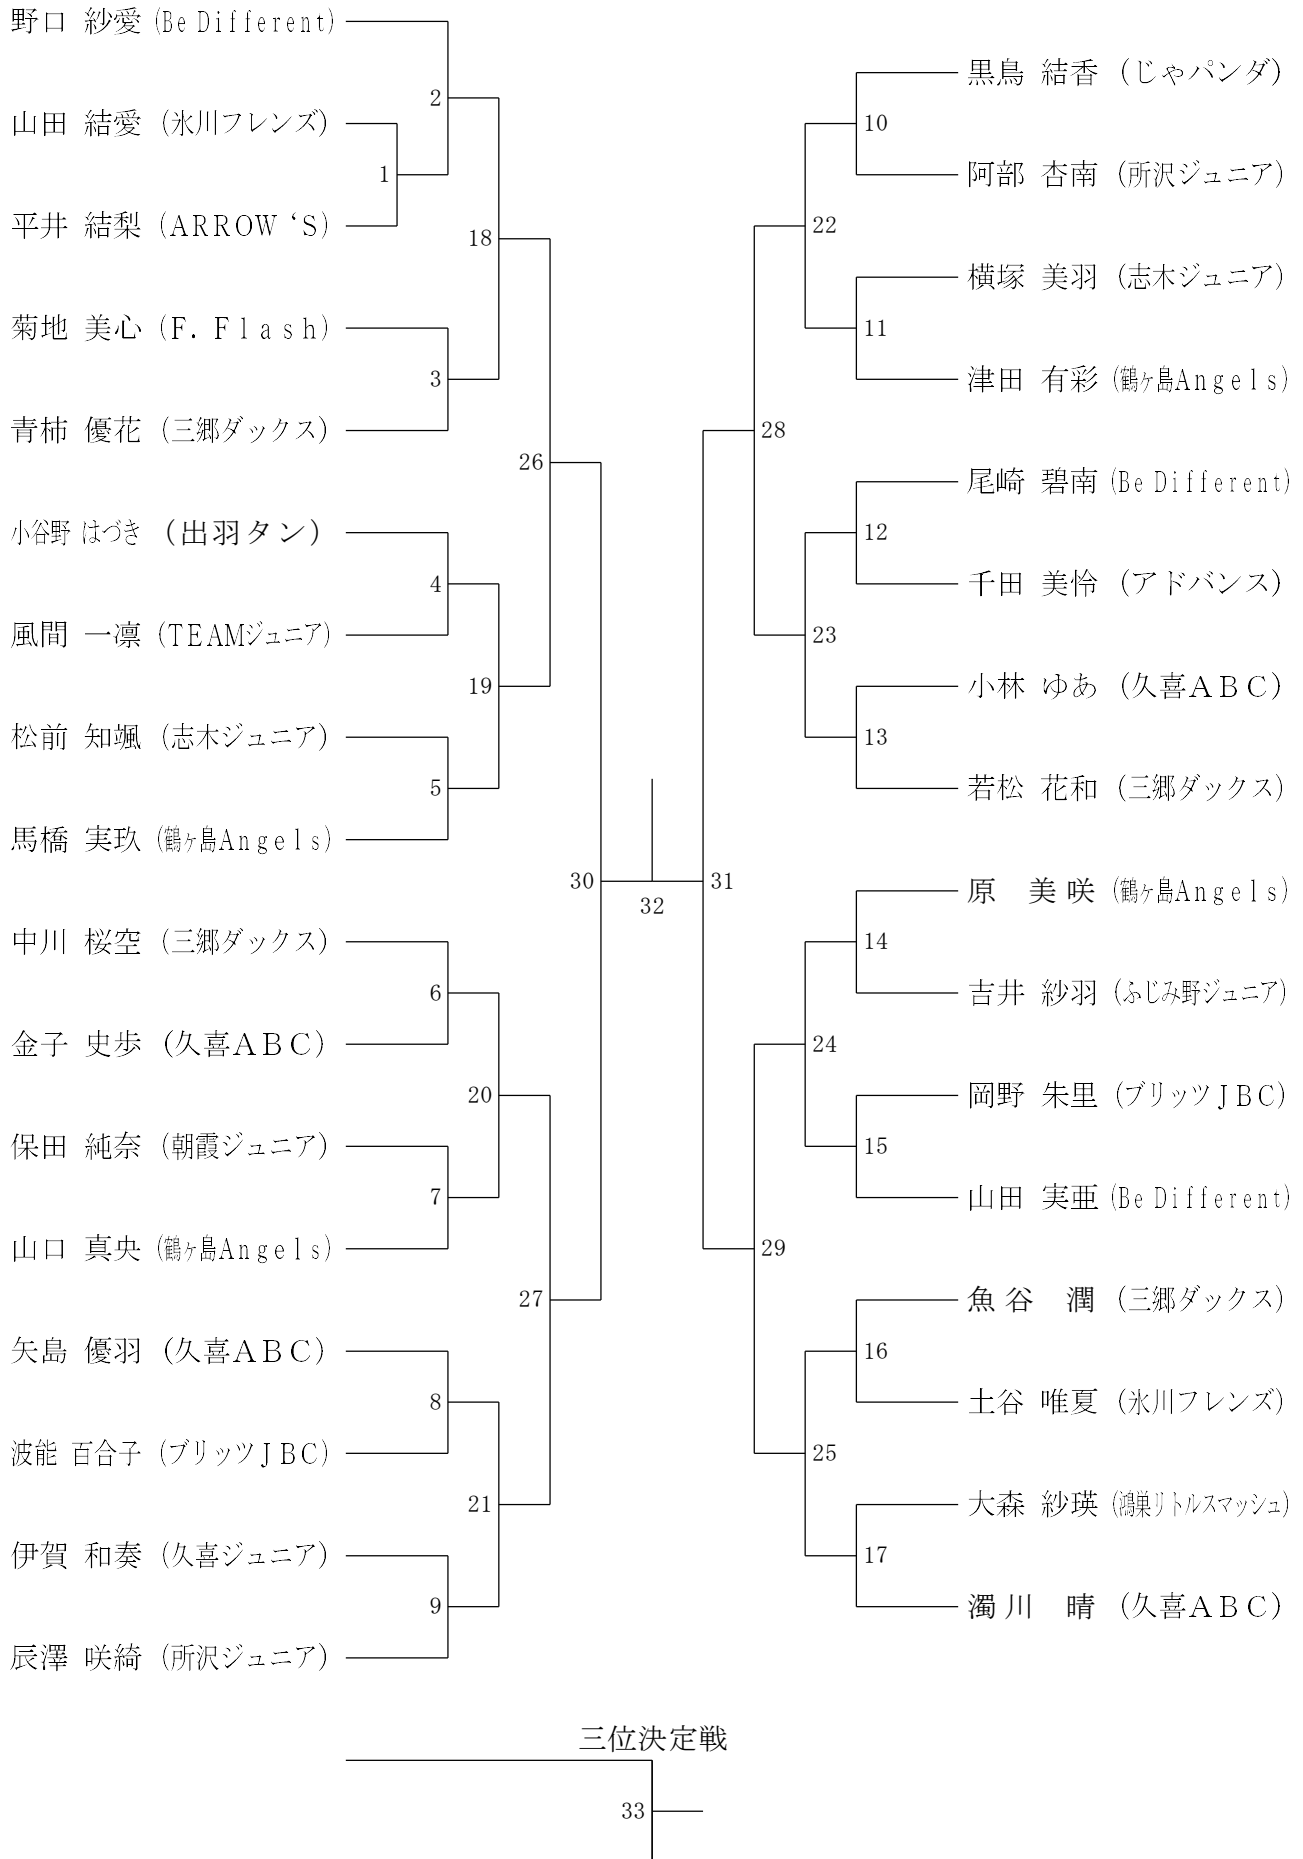 野口 紗愛 (Be Different)
山田 結愛 (氷川フレンズ)
平井 結梨 (ARROW‘S)
菊地 美心 (F. Flash)
青柿 優花 (三郷ダックス)
小谷野 はづき (出羽タン)
風間 一凛 (TEAMジュニア)
松前 知颯 (志木ジュニア)
馬橋 実玖 (鶴ヶ島Angels)
中川 桜空 (三郷ダックス)
金子 史歩 (久喜ABC)
保田 純奈 (朝霞ジュニア)
山口 真央 (鶴ヶ島Angels)
矢島 優羽 (久喜ABC)
波能 百合子 (ブリッツJBC)
伊賀 和奏 (久喜ジュニア)
辰澤 咲綺 (所沢ジュニア)
1
2
3
4
5
6
7
8
9
18
19
20
21
26
27
30
32
31
28
29
22
23
24
25
10
11
12
13
14
15
16
17
黒鳥 結香 (じゃパンダ)
阿部 杏南 (所沢ジュニア)
横塚 美羽 (志木ジュニア)
津田 有彩 (鶴ヶ島Angels)
尾崎 碧南 (Be Different)
千田 美怜 (アドバンス)
小林 ゆあ (久喜ABC)
若松 花和 (三郷ダックス)
原 美咲 (鶴ヶ島Angels)
吉井 紗羽 (ふじみ野ジュニア)
岡野 朱里 (ブリッツJBC)
山田 実亜 (Be Different)
魚谷 潤 (三郷ダックス)
土谷 唯夏 (氷川フレンズ)
大森 紗瑛 (鴻巣リトルスマッシュ)
濁川 晴 (久喜ABC)
三位決定戦
33